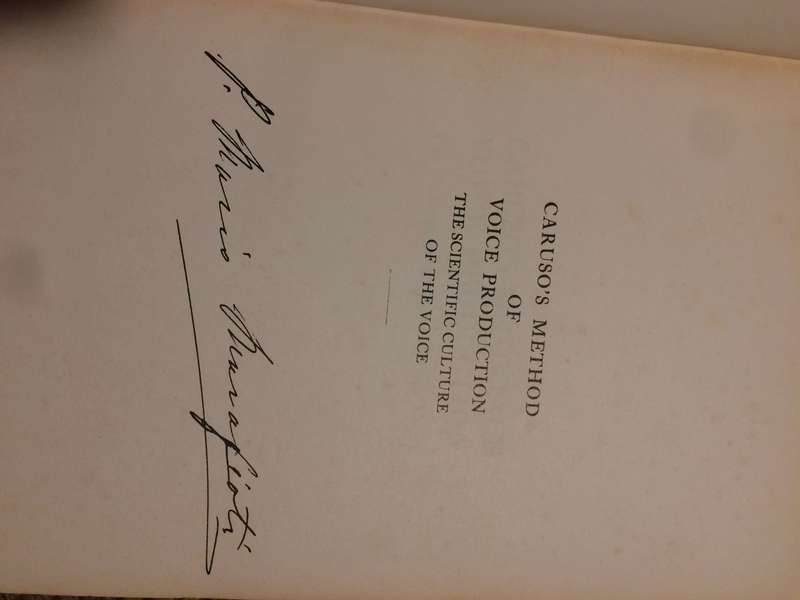 CARUSO'S METHOD
OF
VOICE PRODUCTION
THE SCIENTIFIC CULTURE
OF THE VOICE
P. Mario Marafioti